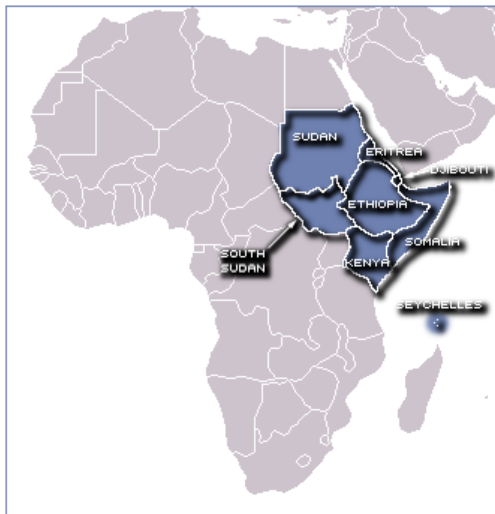 SUDAN
ERITREA
DJIBOUTI
ETHIOPIA
SOUTH
SUDAN
SOMALIA
KENYA
SEYCHELLES